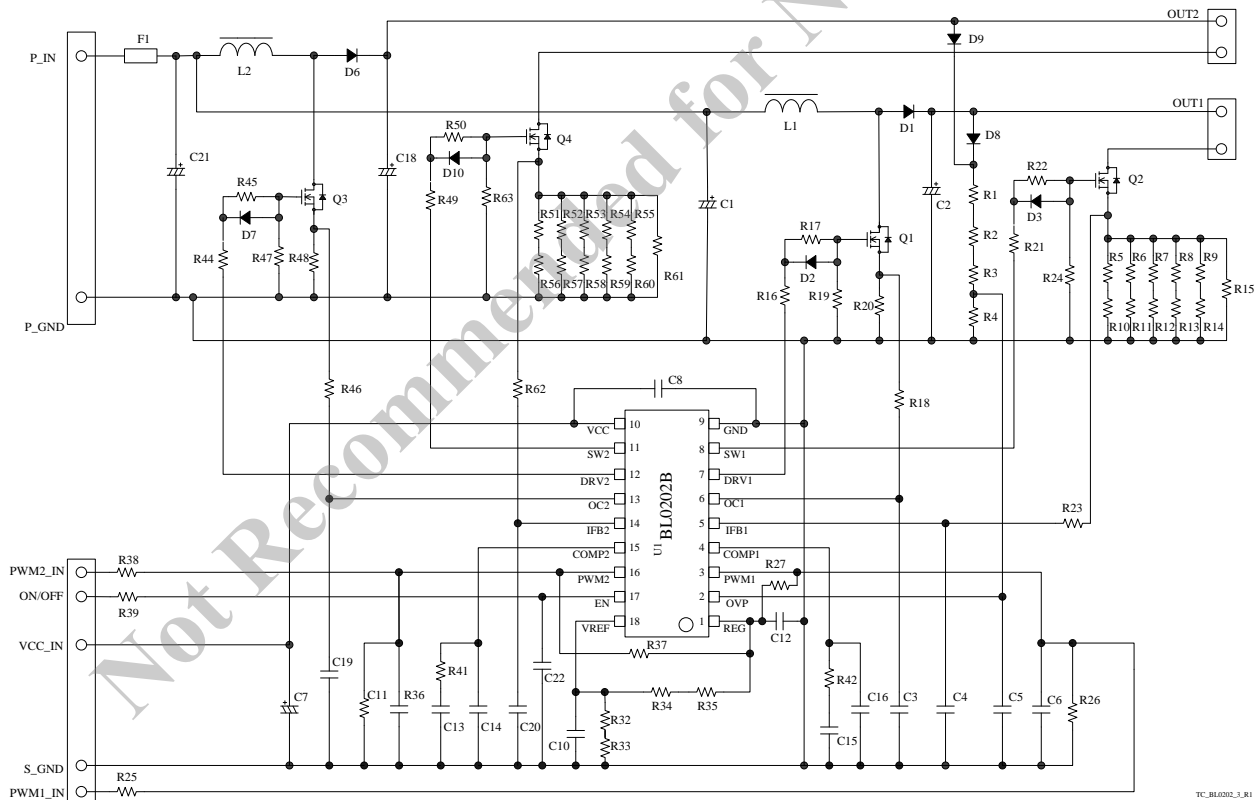 OUT2
F1
D9
P_IN
L2
D6
OUT1
L1
D1
R50
Q4
D8
C21
D10
C18
R22
R45
Q3
R63
R49
R1
Q2
D3
C1
C2
D7
R51 R52 R53 R54 R55
R17
Q1
R2
R21
R44
R47 R48
R61
D2
R24
R5 R6 R7 R8 R9
R56 R57 R58 R59 R60
R16
R19
R20
R3
R15
P_GND
R4
R10 R11 R12 R13 R14
R46
R62
C8
R18
VCC 10 9 GND
SW2 11 8 SW1
DRV2 12 7 DRV1
OC2 13 6 OC1
IFB2 14 5 IFB1
COMP2 15 4 COMP1
PWM2 16 3 PWM1
EN 17 2 OVP
VREF 18 1 REG
U1 BL0202B
R23
R38
PWM2_IN
R27
ON/OFF
R39
C12
VCC_IN
R37
C19
R41
C22
R42
C11 R36
R34 R35
C16 C3 C4 C5 C6 R26
C7
R32
C13 C14 C20
C10 R33
C15
S_GND
R25
PWM1_IN
TC_BL0202_3_R1
Not Recommended for N